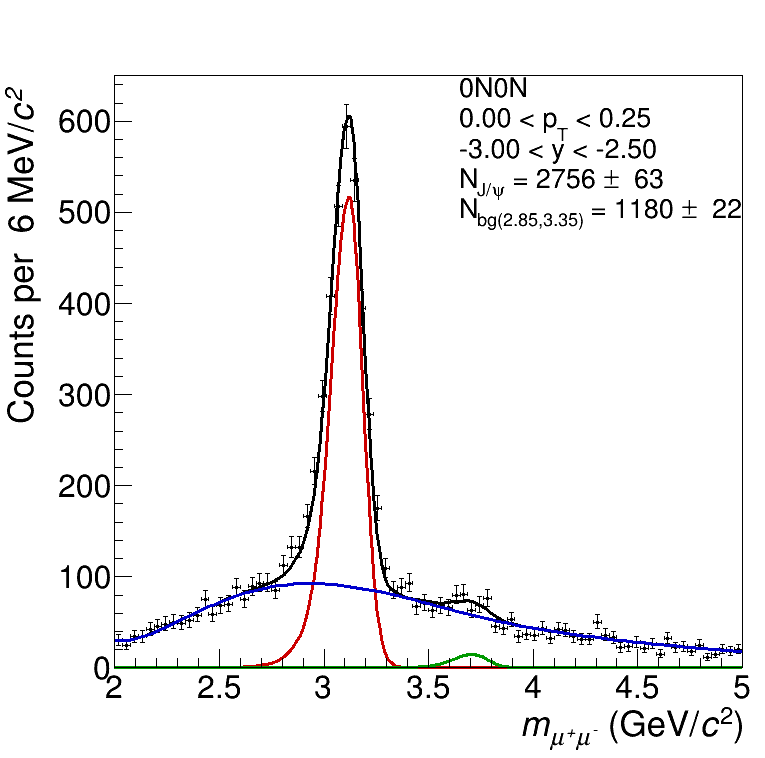 0N0N
0.00 < p_T < 0.25
-3.00 < y < -2.50
N_J/ψ = 2756 ± 63
N_bg(2.85,3.35) = 1180 ± 22
Counts per 6 MeV/c²
600
500
400
300
200
100
0
2 2.5 3 3.5 4 4.5 5
m_μ⁺μ⁻ (GeV/c²)